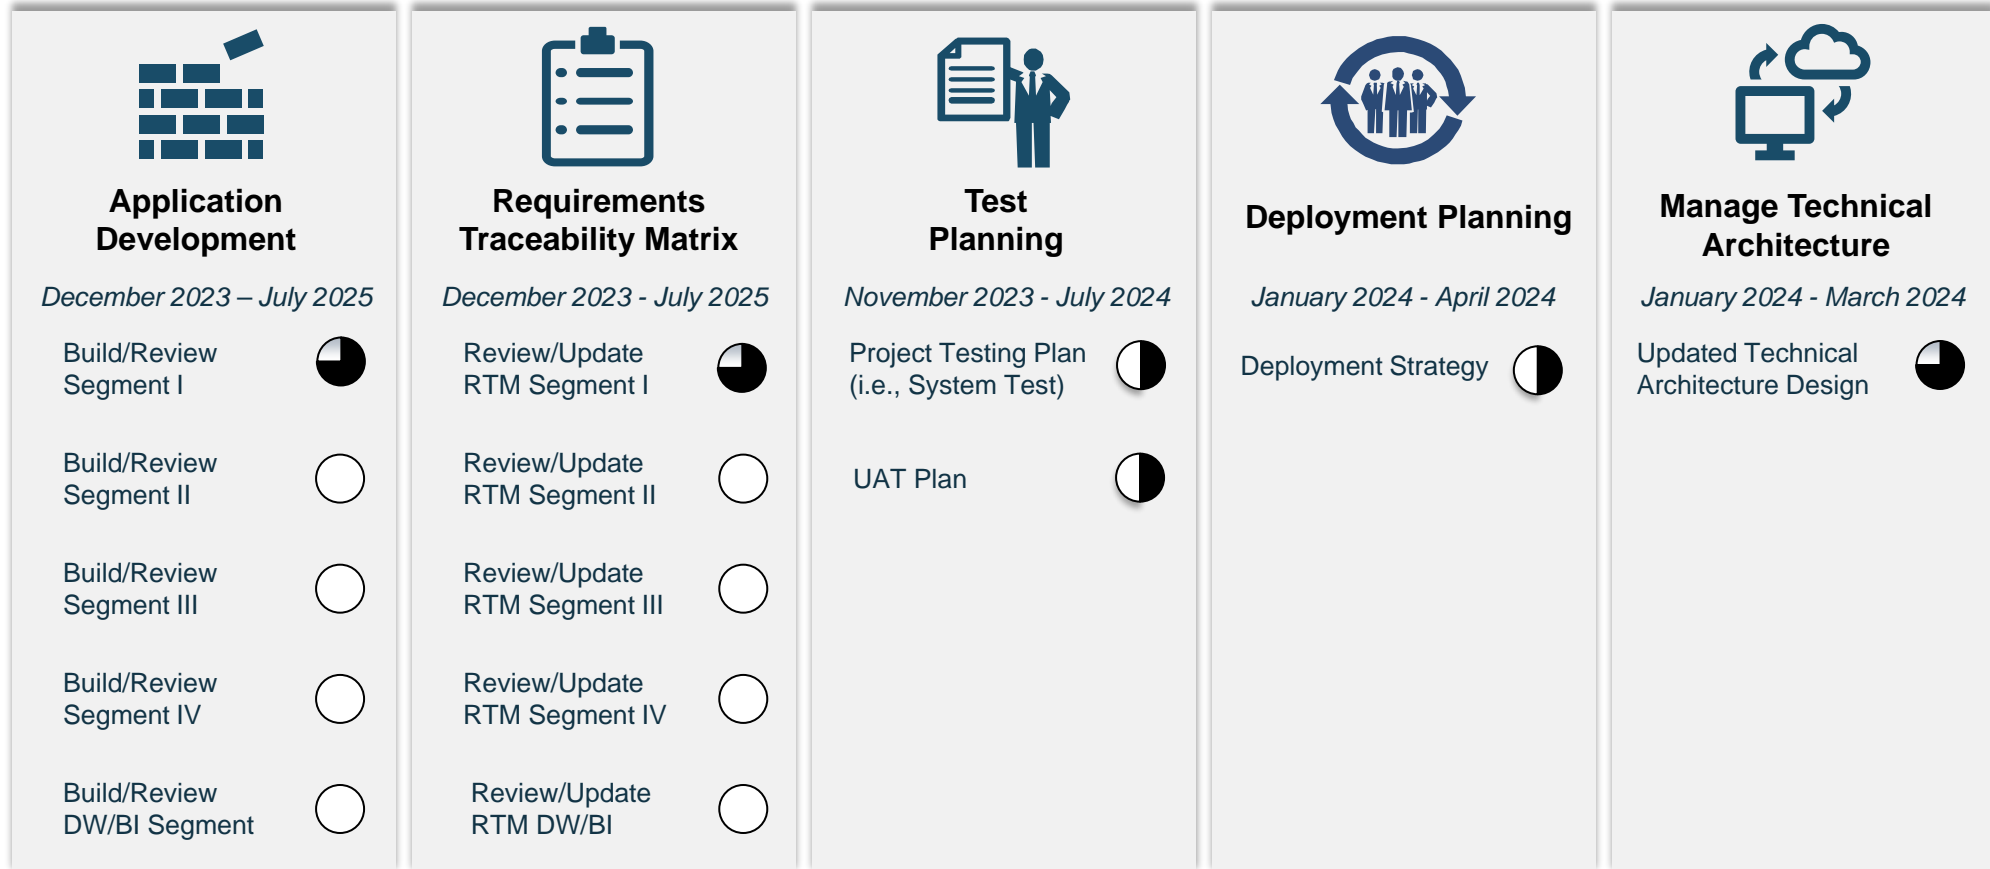 Application
Development
December 2023 – July 2025
Build/Review
Segment I
Build/Review
Segment II
Build/Review
Segment III
Build/Review
Segment IV
Build/Review
DW/BI Segment
Requirements
Traceability Matrix
December 2023 - July 2025
Review/Update
RTM Segment I
Review/Update
RTM Segment II
Review/Update
RTM Segment III
Review/Update
RTM Segment IV
Review/Update
RTM DW/BI
Test
Planning
November 2023 - July 2024
Project Testing Plan
(i.e., System Test)
UAT Plan
Deployment Planning
January 2024 - April 2024
Deployment Strategy
Manage Technical
Architecture
January 2024 - March 2024
Updated Technical
Architecture Design